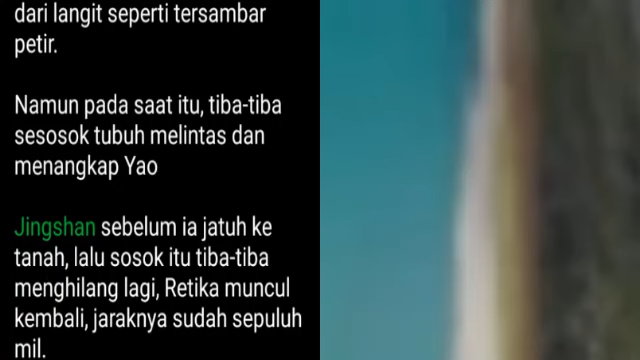 dari langit seperti tersambar
petir.
Namun pada saat itu, tiba-tiba
sesosok tubuh melintas dan
menangkap Yao
Jingshan sebelum ia jatuh ke
tanah, lalu sosok itu tiba-tiba
menghilang lagi, Retika muncul
kembali, jaraknya sudah sepuluh
mil.